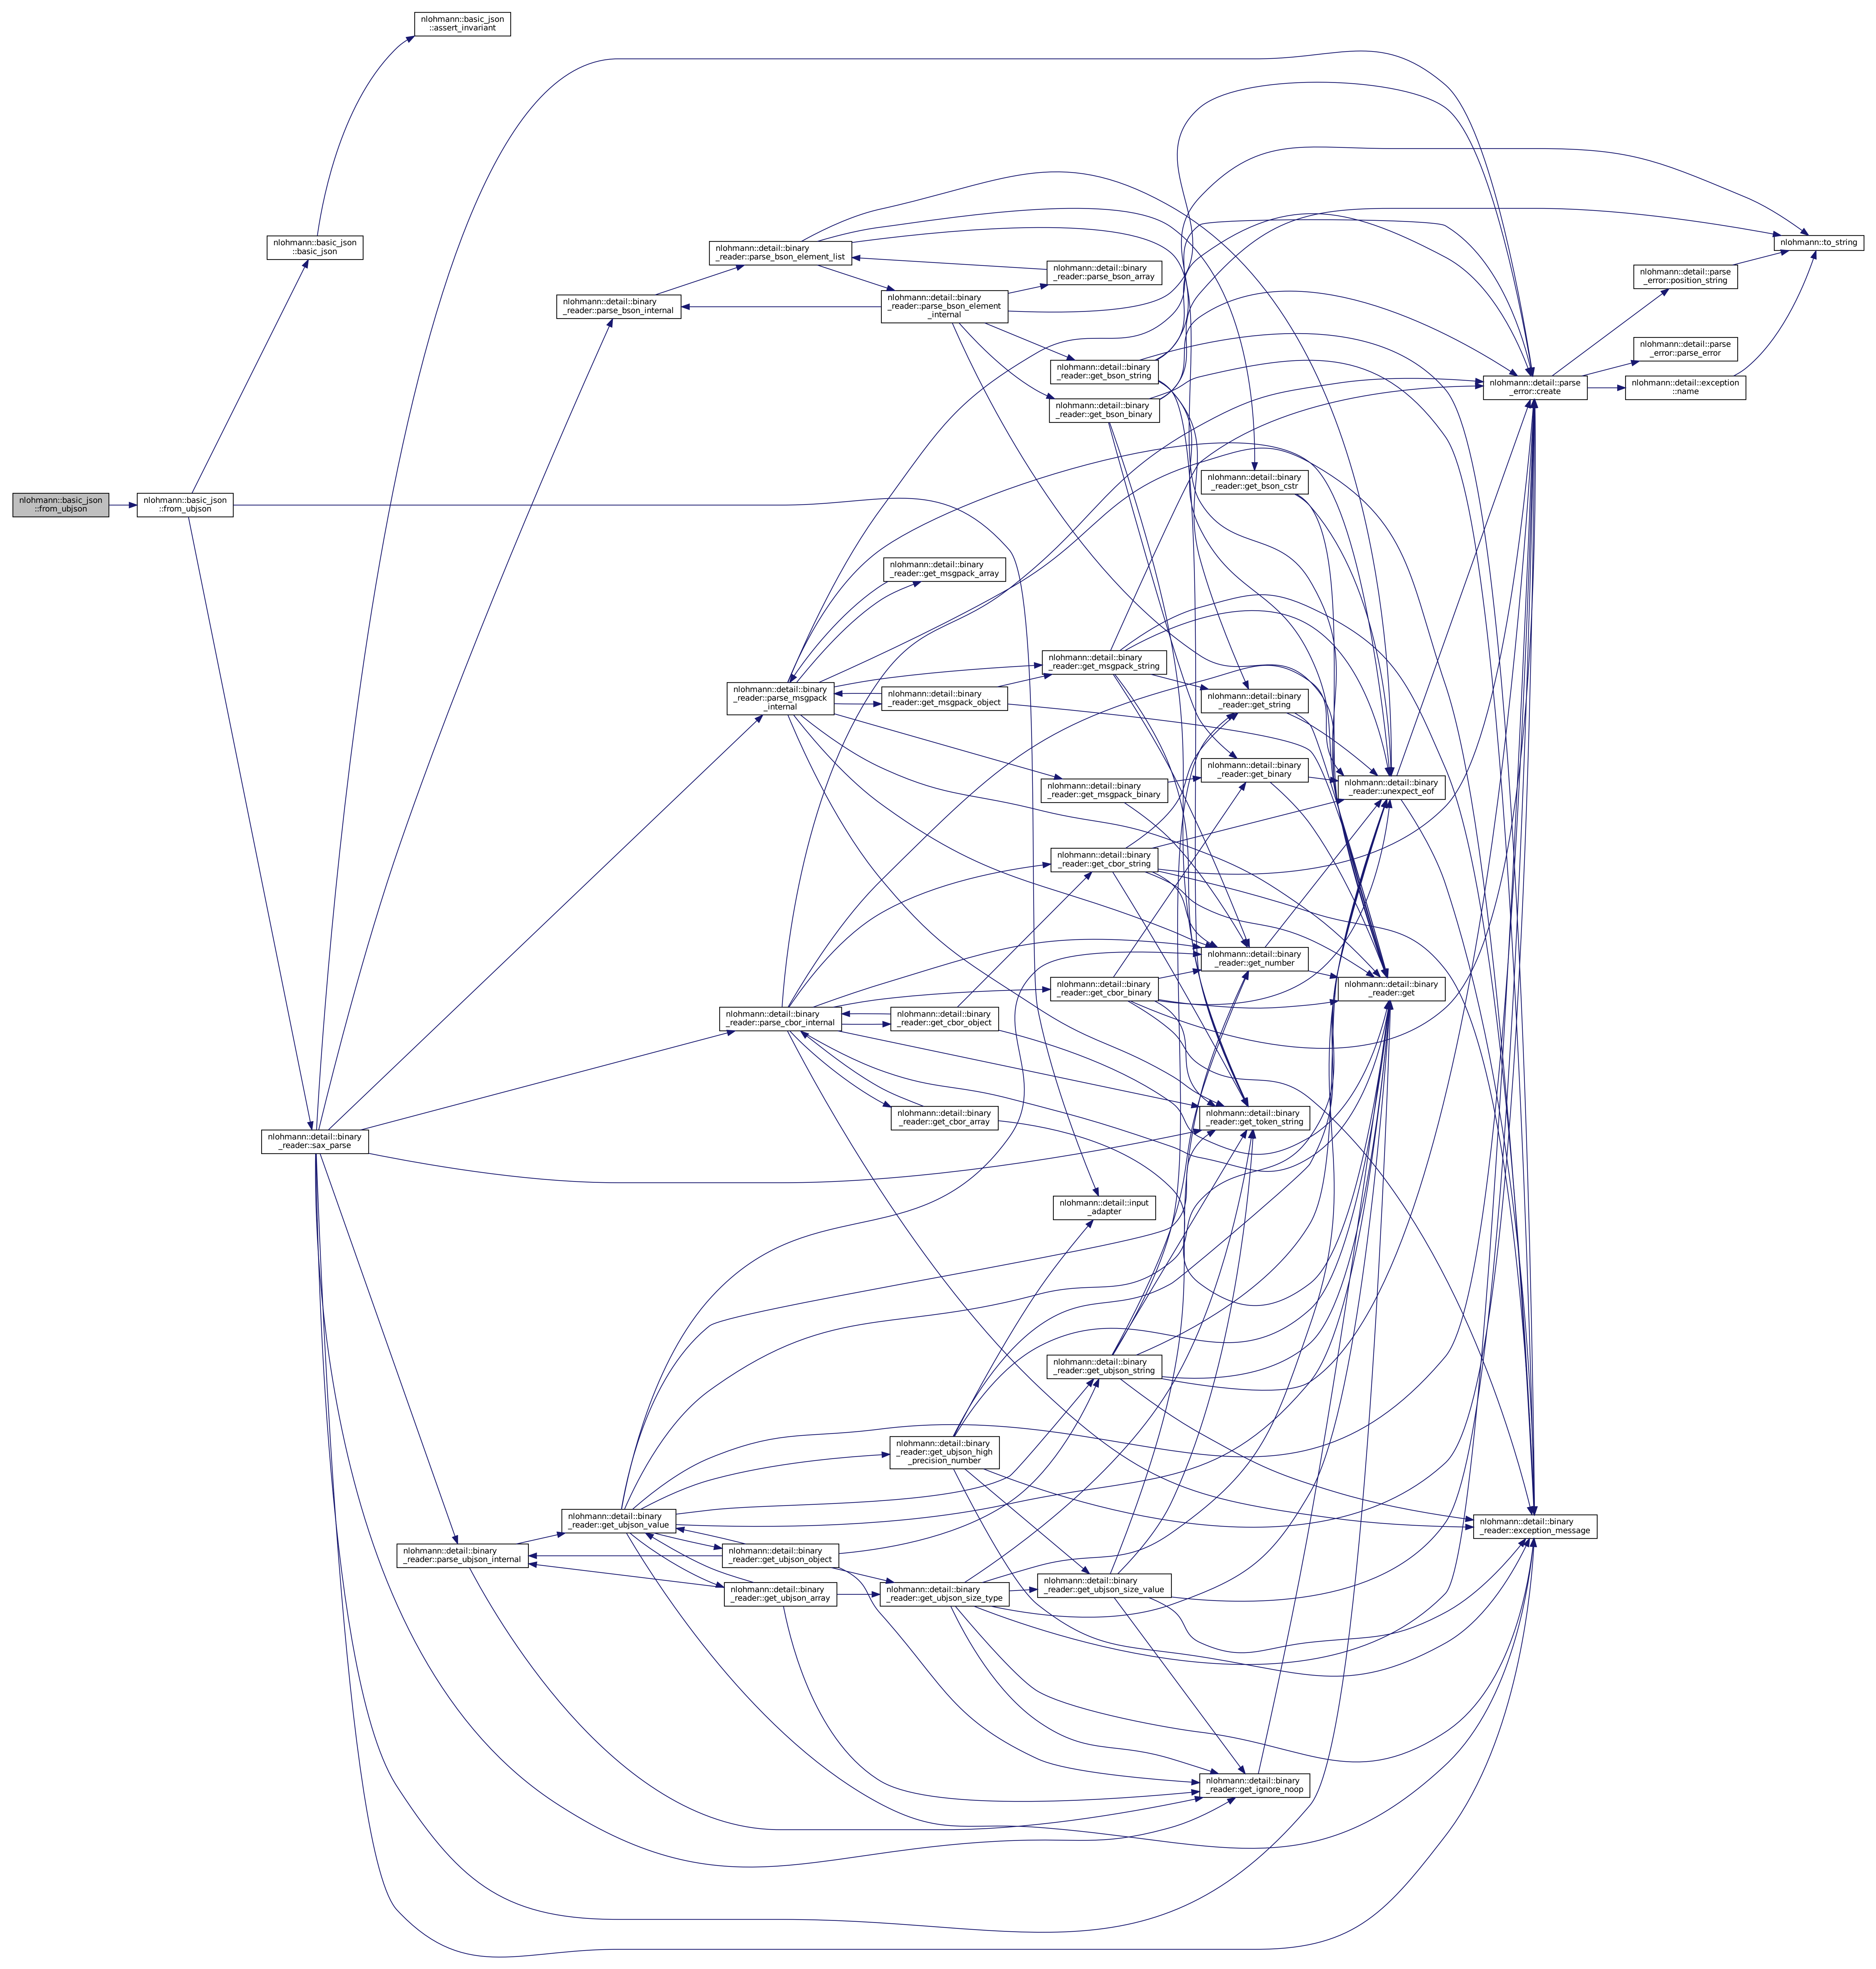 nlohmann::basic_json
::assert_invariant
nlohmann::basic_json
::basic_json
nlohmann::to_string
nlohmann::detail::binary
_reader::parse_bson_element_list
nlohmann::detail::binary
_reader::parse_bson_array
nlohmann::detail::parse
_error::position_string
nlohmann::detail::binary
_reader::parse_bson_internal
nlohmann::detail::binary
_reader::parse_bson_element
_internal
nlohmann::detail::parse
_error::parse_error
nlohmann::detail::binary
_reader::get_bson_string
nlohmann::detail::parse
_error::create
nlohmann::detail::exception
::name
nlohmann::detail::binary
_reader::get_bson_binary
nlohmann::detail::binary
_reader::get_bson_cstr
nlohmann::basic_json
::from_ubjson
nlohmann::basic_json
::from_ubjson
nlohmann::detail::binary
_reader::get_msgpack_array
nlohmann::detail::binary
_reader::get_msgpack_string
nlohmann::detail::binary
_reader::parse_msgpack
_internal
nlohmann::detail::binary
_reader::get_msgpack_object
nlohmann::detail::binary
_reader::get_string
nlohmann::detail::binary
_reader::get_binary
nlohmann::detail::binary
_reader::get_msgpack_binary
nlohmann::detail::binary
_reader::unexpect_eof
nlohmann::detail::binary
_reader::get_cbor_string
nlohmann::detail::binary
_reader::get_number
nlohmann::detail::binary
_reader::get_cbor_binary
nlohmann::detail::binary
_reader::get
nlohmann::detail::binary
_reader::parse_cbor_internal
nlohmann::detail::binary
_reader::get_cbor_object
nlohmann::detail::binary
_reader::get_cbor_array
nlohmann::detail::binary
_reader::get_token_string
nlohmann::detail::binary
_reader::sax_parse
nlohmann::detail::input
_adapter
nlohmann::detail::binary
_reader::get_ubjson_string
nlohmann::detail::binary
_reader::get_ubjson_high
_precision_number
nlohmann::detail::binary
_reader::get_ubjson_value
nlohmann::detail::binary
_reader::exception_message
nlohmann::detail::binary
_reader::parse_ubjson_internal
nlohmann::detail::binary
_reader::get_ubjson_object
nlohmann::detail::binary
_reader::get_ubjson_array
nlohmann::detail::binary
_reader::get_ubjson_size_type
nlohmann::detail::binary
_reader::get_ubjson_size_value
nlohmann::detail::binary
_reader::get_ignore_noop